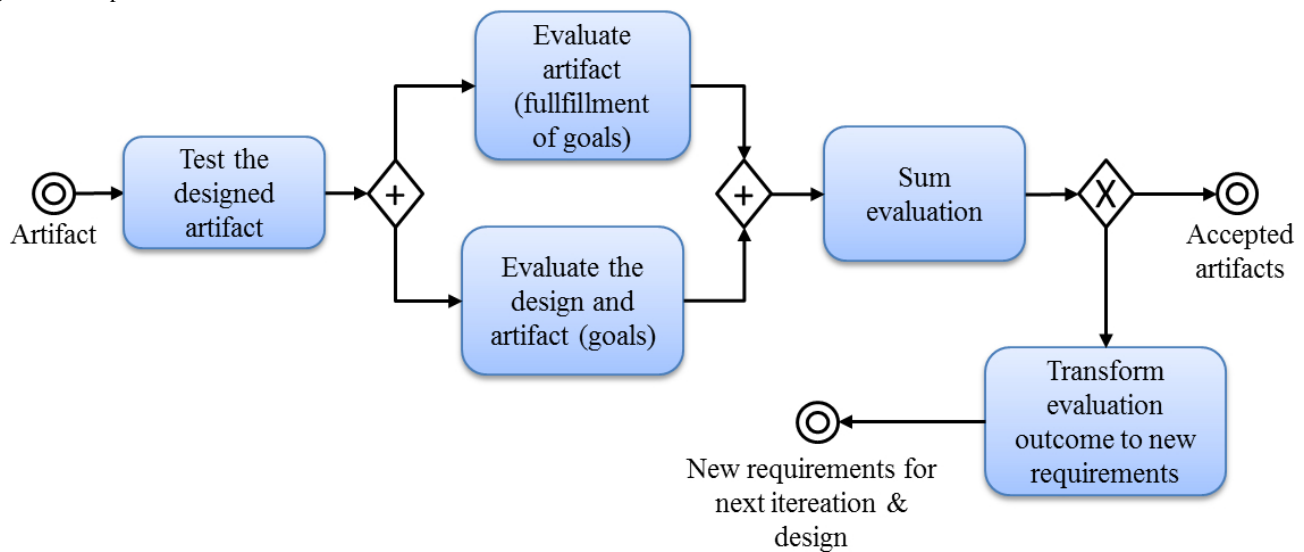 Evaluate
artifact
(fullfillment
of goals)
Test the
designed
artifact
+
+
Sum
evaluation
X
Artifact
Accepted
artifacts
Evaluate the
design and
artifact (goals)
Transform
evaluation
outcome to new
requirements
New requirements for
next itereation &
design